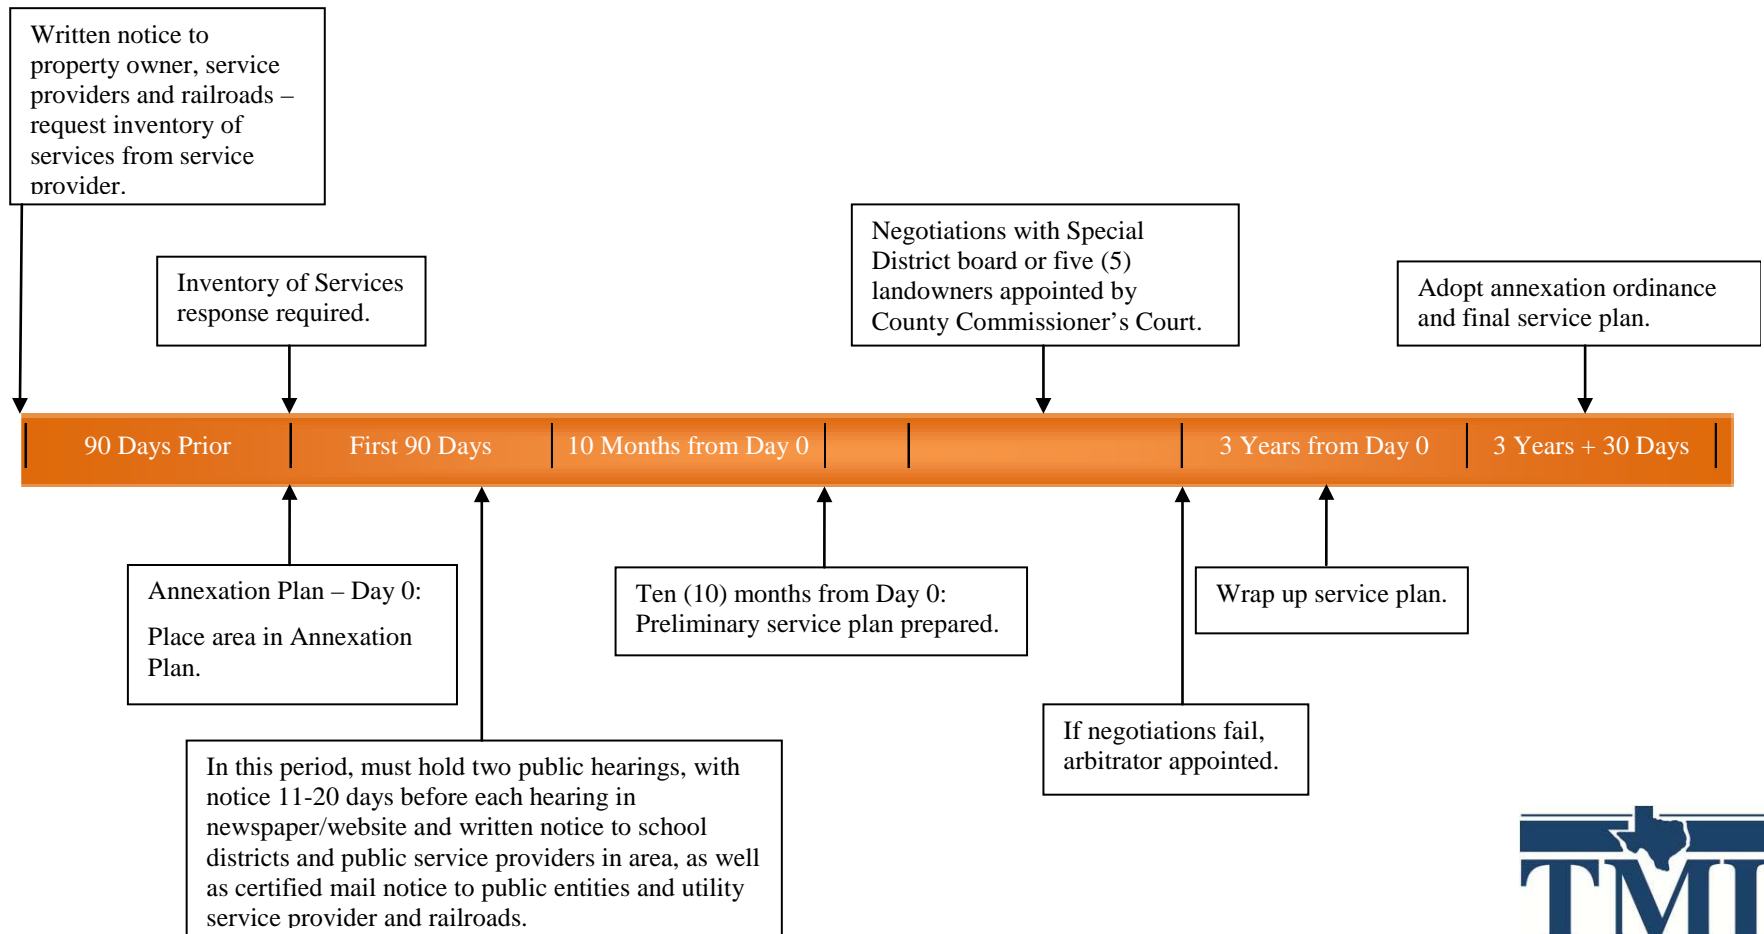 Written notice to
property owner, service
providers and railroads –
request inventory of
services from service
provider.
Inventory of Services
response required.
Negotiations with Special
District board or five (5)
landowners appointed by
County Commissioner’s Court.
Adopt annexation ordinance
and final service plan.
90 Days Prior
First 90 Days
10 Months from Day 0
3 Years from Day 0
3 Years + 30 Days
Annexation Plan – Day 0:
Place area in Annexation
Plan.
Ten (10) months from Day 0:
Preliminary service plan prepared.
Wrap up service plan.
If negotiations fail,
arbitrator appointed.
In this period, must hold two public hearings, with
notice 11-20 days before each hearing in
newspaper/website and written notice to school
districts and public service providers in area, as well
as certified mail notice to public entities and utility
service provider and railroads.
TML